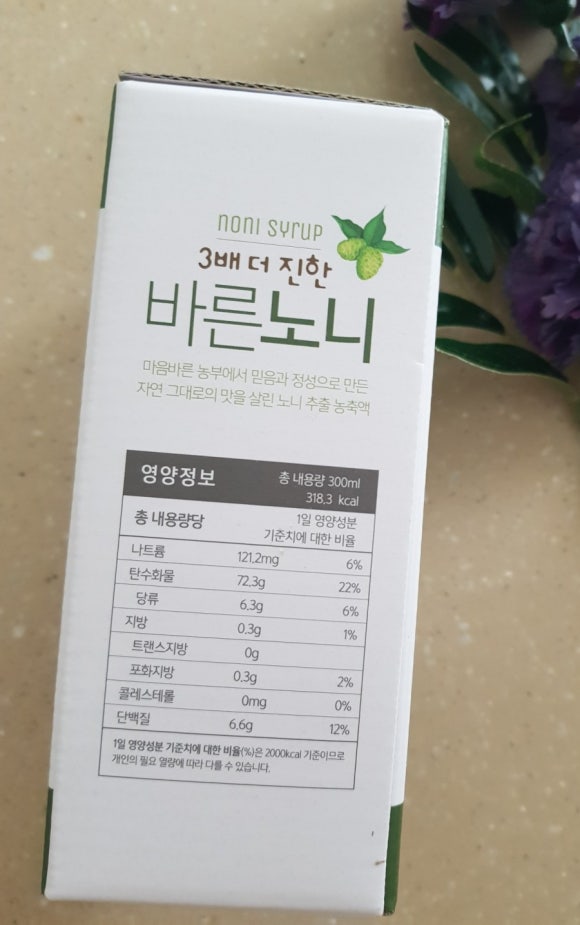 noni syrup
3배 더 진한
바른노니
마음바른 농부에서 믿음과 정성으로 만든
자연 그대로의 맛을 살린 노니 추출 농축액
영양정보 총 내용량 300ml
318.3 kcal
총 내용량당 1일 영양성분
기준치에 대한 비율
나트륨 121.2mg 6%
탄수화물 72.3g 22%
당류 6.3g 6%
지방 0.3g 1%
트랜스지방 0g
포화지방 0.3g 2%
콜레스테롤 0mg 0%
단백질 6.6g 12%
1일 영양성분 기준치에 대한 비율(%)은 2000kcal 기준이므로
개인의 필요 열량에 따라 다를 수 있습니다.